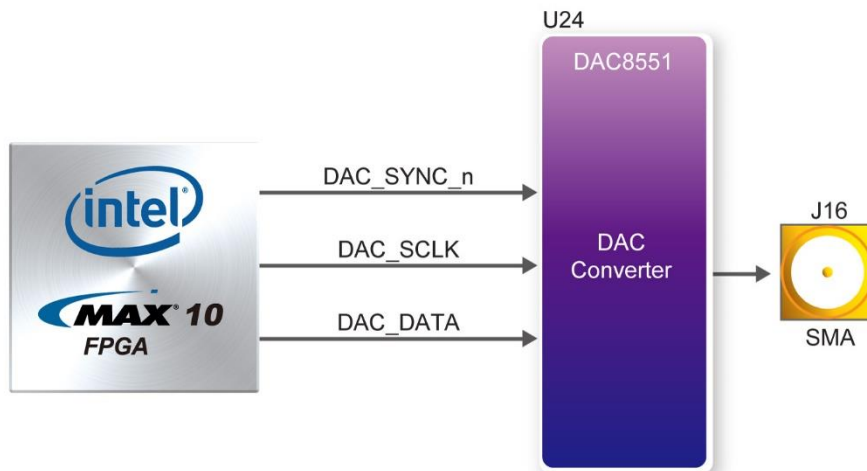 U24
DAC8551
intel®
DAC_SYNC_n
J16
DAC_SCLK
DAC
Converter
MAX® 10
DAC_DATA
FPGA
SMA